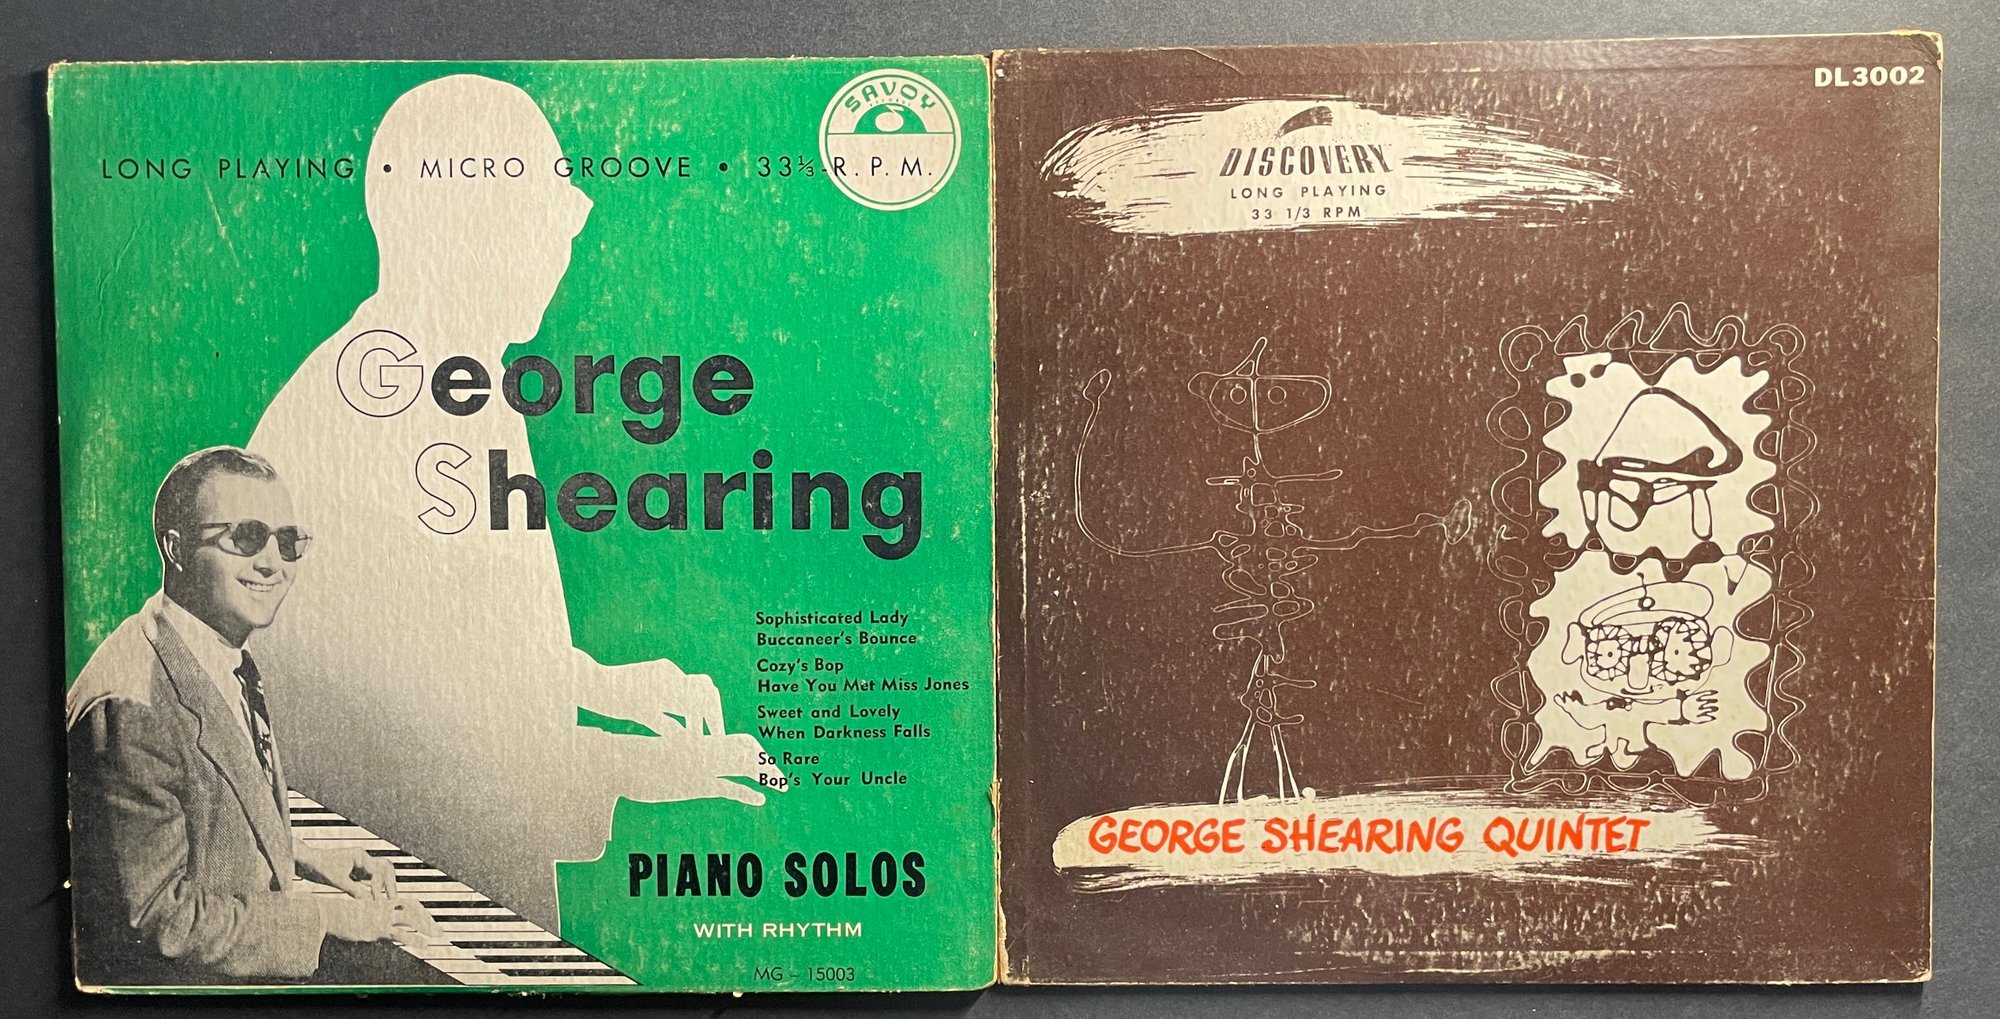 SAVOY
RECORDS
LONG PLAYING • MICRO GROOVE • 33⅓-R.P.M.
George
Shearing
Sophisticated Lady
Buccaneer's Bounce
Cozy's Bop
Have You Met Miss Jones
Sweet and Lovely
When Darkness Falls
So Rare
Bop's Your Uncle
PIANO SOLOS
WITH RHYTHM
MG – 15003
DL3002
DISCOVERY
LONG PLAYING
33 1/3 RPM
GEORGE SHEARING QUINTET